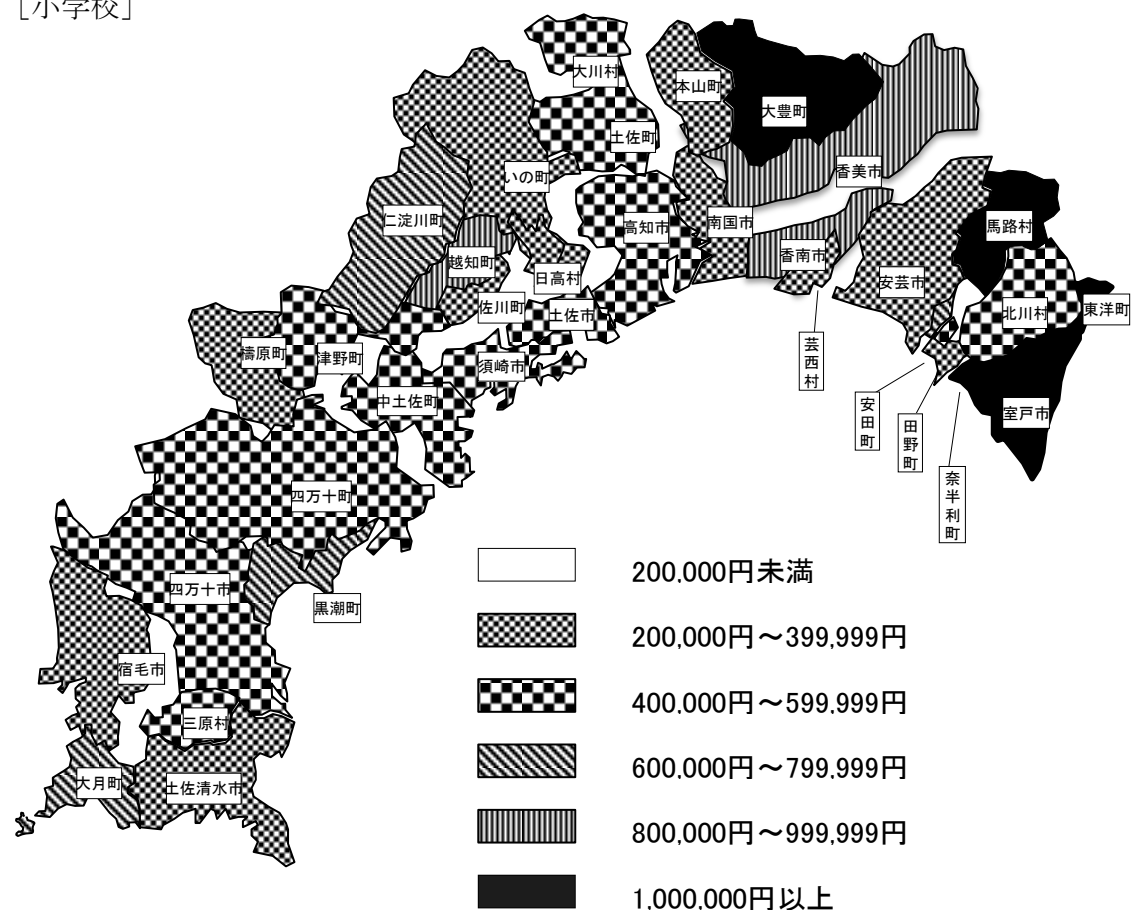 ［小学校］
大川村
本山町
大豊町
土佐町
いの町
香美市
仁淀川町
高知市
南国市
馬路村
越知町
日高村
香南市
安芸市
佐川町
土佐市
北川村
東洋町
檮原町
津野町
須崎市
芸西村
中土佐町
安田町
田野町
室戸市
奈半利町
四万十町
四万十市
黒潮町
宿毛市
三原村
大月町
土佐清水市
200,000円未満
200,000円～399,999円
400,000円～599,999円
600,000円～799,999円
800,000円～999,999円
1,000,000円以上